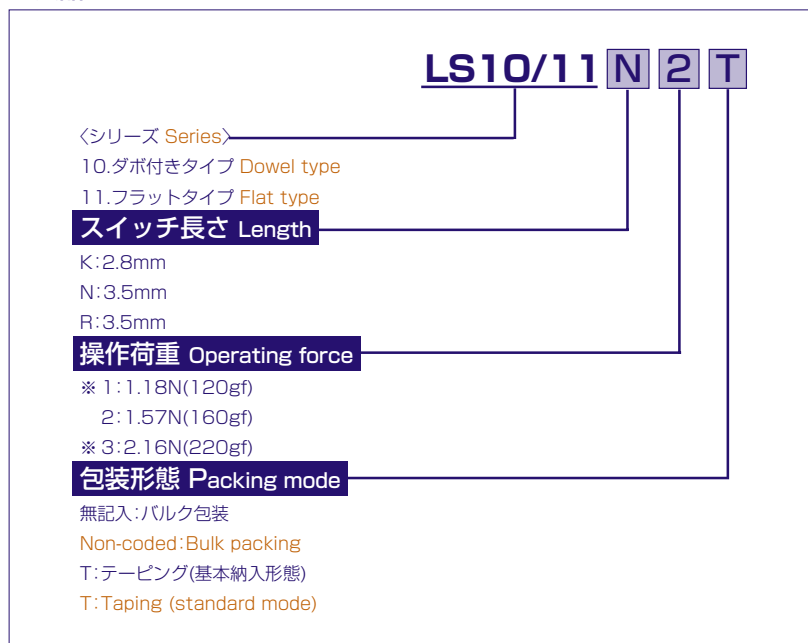 LS10/11 N 2 T
〈シリーズ Series〉
10.ダボ付きタイプ Dowel type
11.フラットタイプ Flat type
スイッチ長さ Length
K:2.8mm
N:3.5mm
R:3.5mm
操作荷重 Operating force
※ 1:1.18N(120gf)
2:1.57N(160gf)
※ 3:2.16N(220gf)
包装形態 Packing mode
無記入:バルク包装
Non-coded:Bulk packing
T:テーピング(基本納入形態)
T:Taping (standard mode)